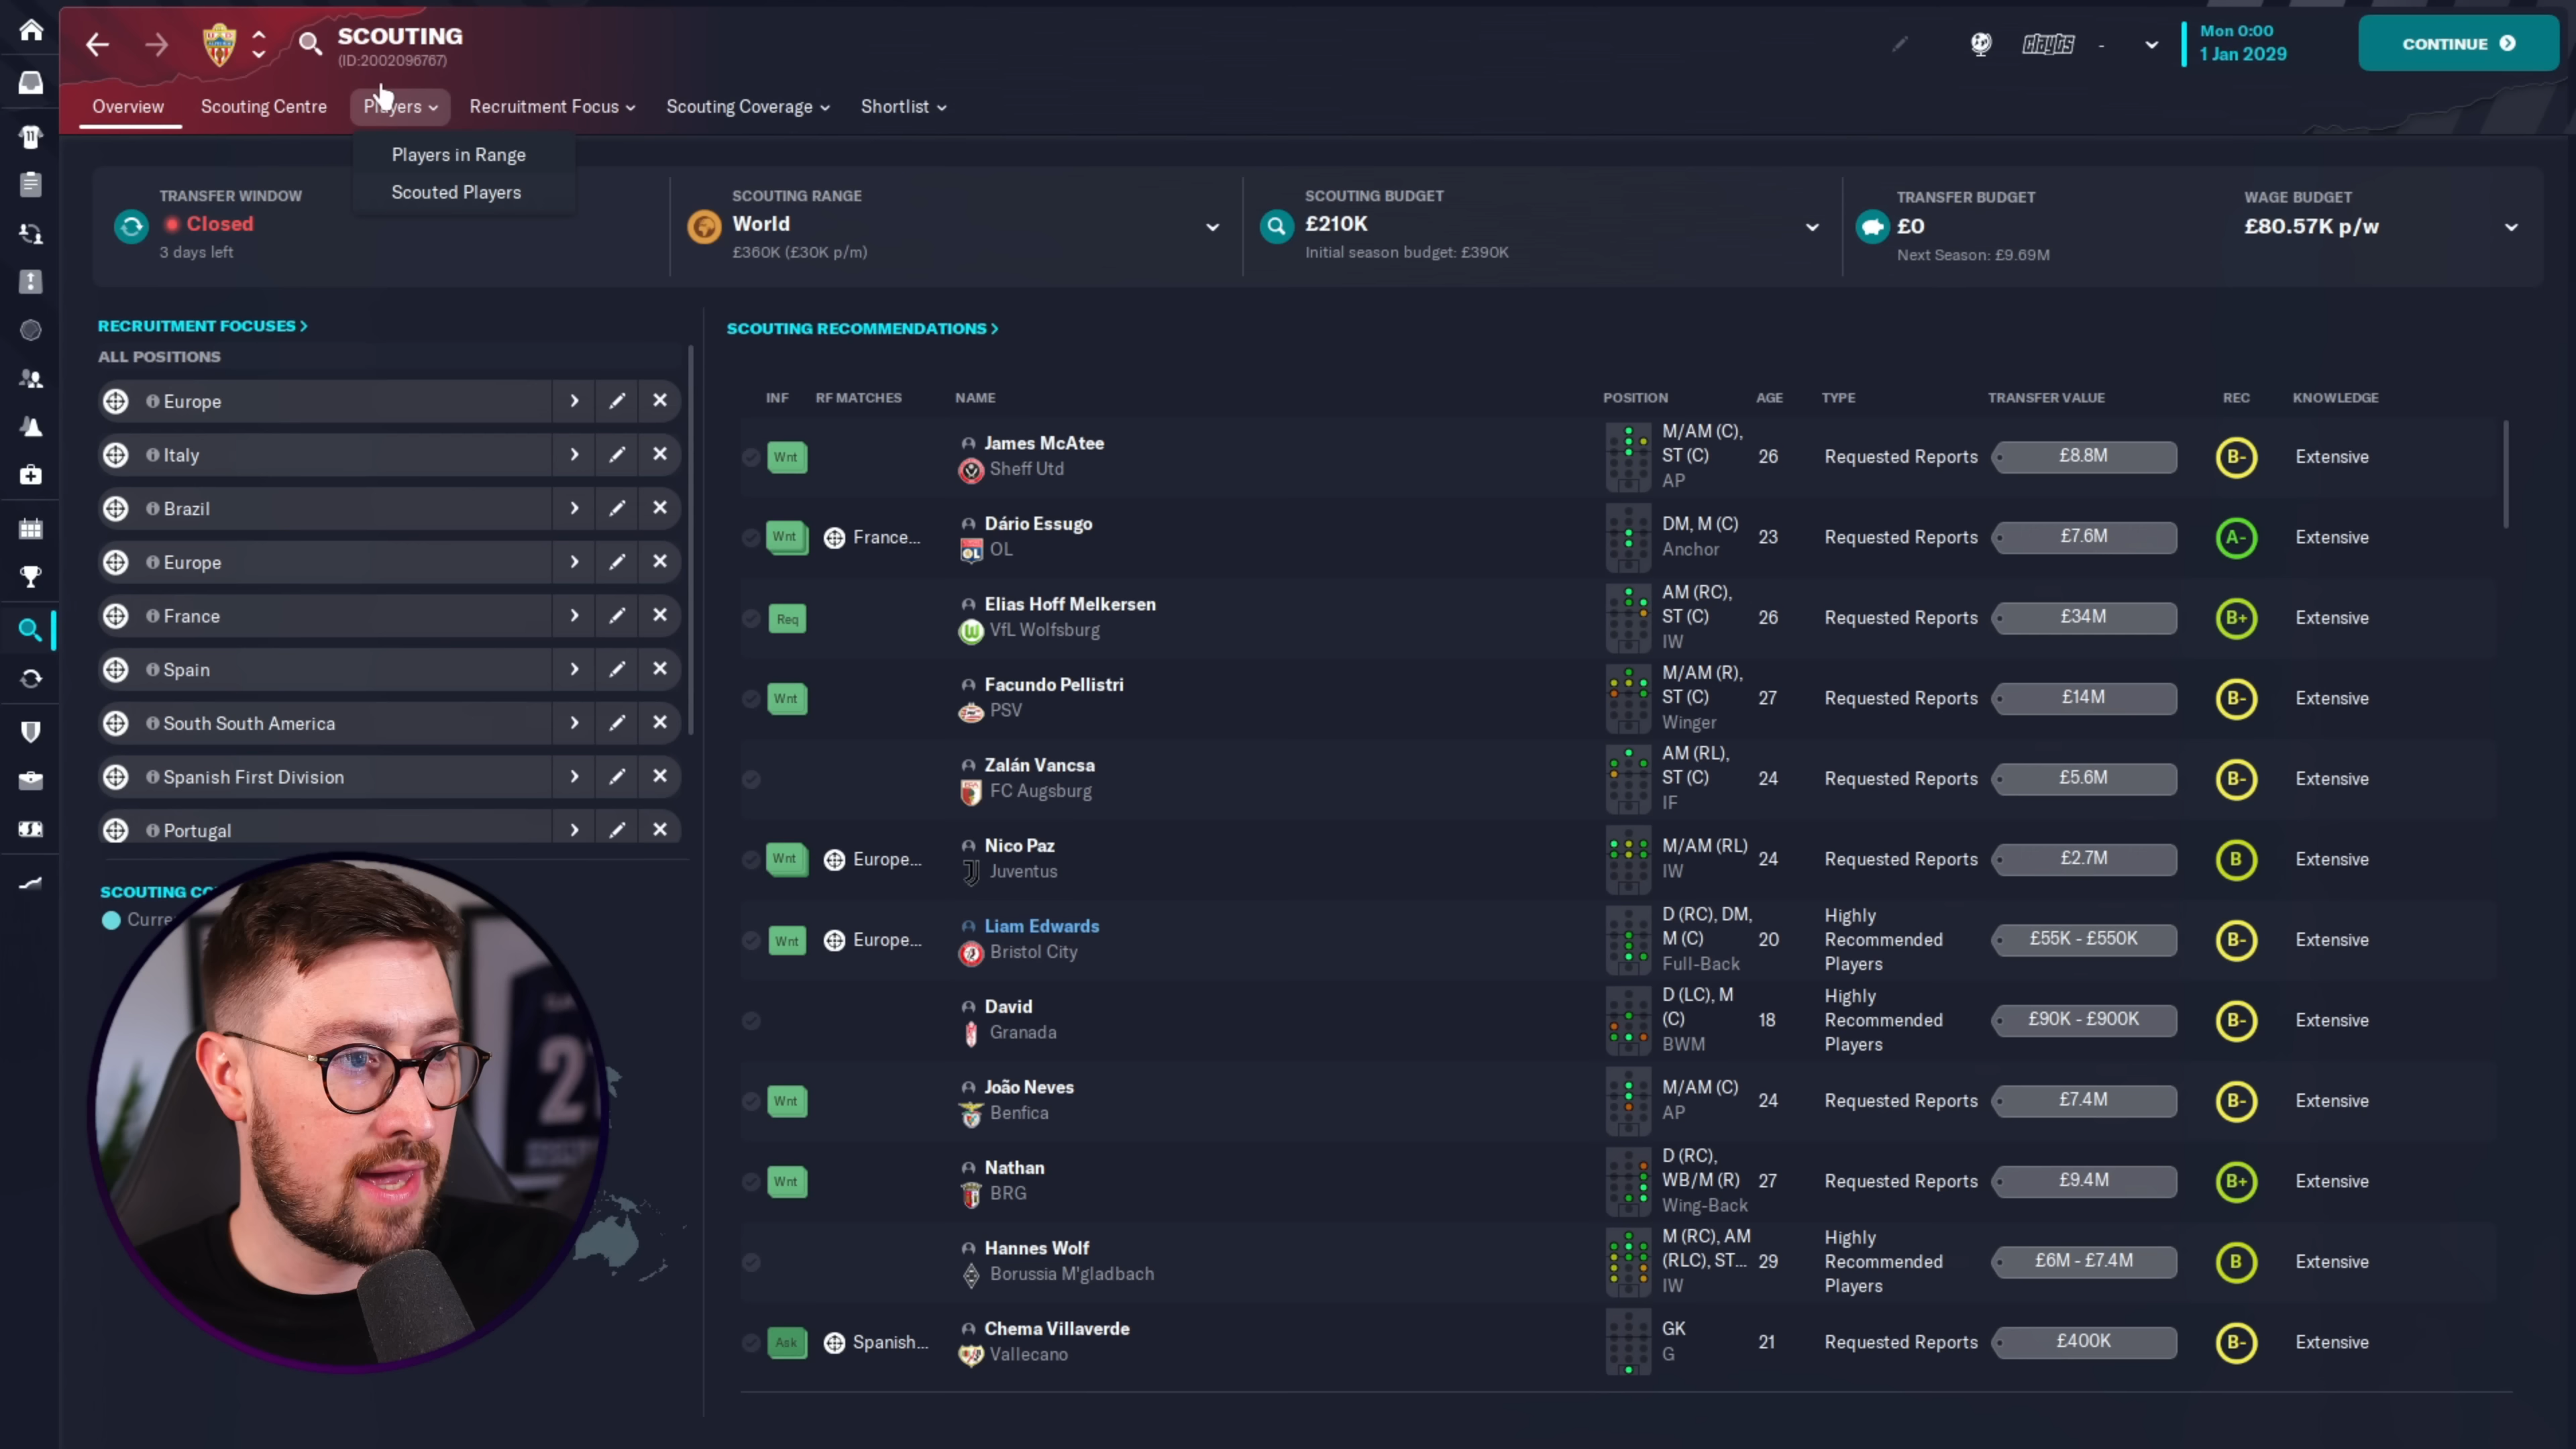 SCOUTING
(ID:2002096767)
clayts
-
Mon 0:00
1 Jan 2029
CONTINUE
Overview
Scouting Centre
Players
Recruitment Focus
Scouting Coverage
Shortlist
Players in Range
Scouted Players
TRANSFER WINDOW
Closed
3 days left
SCOUTING RANGE
World
£360K (£30K p/m)
SCOUTING BUDGET
£210K
Initial season budget: £390K
TRANSFER BUDGET
£0
Next Season: £9.69M
WAGE BUDGET
£80.57K p/w
RECRUITMENT FOCUSES >
ALL POSITIONS
Europe
Italy
Brazil
Europe
France
Spain
South South America
Spanish First Division
Portugal
SCOUTING CO
Curre
SCOUTING RECOMMENDATIONS >
INF RF MATCHES NAME POSITION AGE TYPE TRANSFER VALUE REC KNOWLEDGE
Wnt
James McAtee
Sheff Utd
M/AM (C),
ST (C)
AP
26
Requested Reports
£8.8M
B-
Extensive
Wnt
France...
Dário Essugo
OL
DM, M (C)
Anchor
23
Requested Reports
£7.6M
A-
Extensive
Req
Elias Hoff Melkersen
VfL Wolfsburg
AM (RC),
ST (C)
IW
26
Requested Reports
£34M
B+
Extensive
Wnt
Facundo Pellistri
PSV
M/AM (R),
ST (C)
Winger
27
Requested Reports
£14M
B-
Extensive
Zalán Vancsa
FC Augsburg
AM (RL),
ST (C)
IF
24
Requested Reports
£5.6M
B-
Extensive
Wnt
Europe...
Nico Paz
Juventus
M/AM (RL)
IW
24
Requested Reports
£2.7M
B
Extensive
Wnt
Europe...
Liam Edwards
Bristol City
D (RC), DM,
M (C)
Full-Back
20
Highly
Recommended
Players
£55K - £550K
B-
Extensive
David
Granada
D (LC), M
(C)
BWM
18
Highly
Recommended
Players
£90K - £900K
B-
Extensive
Wnt
João Neves
Benfica
M/AM (C)
AP
24
Requested Reports
£7.4M
B-
Extensive
Wnt
Nathan
BRG
D (RC),
WB/M (R)
Wing-Back
27
Requested Reports
£9.4M
B+
Extensive
Hannes Wolf
Borussia M'gladbach
M (RC), AM
(RLC), ST...
IW
29
Highly
Recommended
Players
£6M - £7.4M
B
Extensive
Ask
Spanish...
Chema Villaverde
Vallecano
GK
G
21
Requested Reports
£400K
B-
Extensive